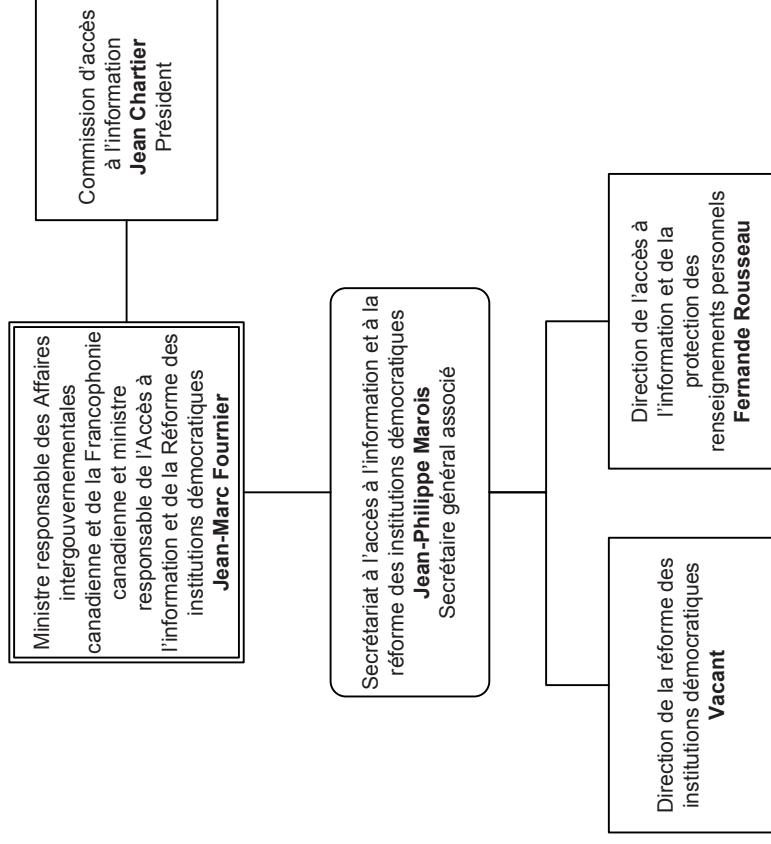 Ministre responsable des Affaires
intergouvernementales
canadienne et de la Francophonie
canadienne et ministre
responsable de l'Accès à
l'information et de la Réforme des
institutions démocratiques
Jean-Marc Fournier
Commission d'accès
à l'information
Jean Chartier
Président
Secrétariat à l'accès à l'information et à la
réforme des institutions démocratiques
Jean-Philippe Marois
Secrétaire général associé
Direction de la réforme des
institutions démocratiques
Vacant
Direction de l'accès à
l'information et de la
protection des
renseignements personnels
Fernande Rousseau